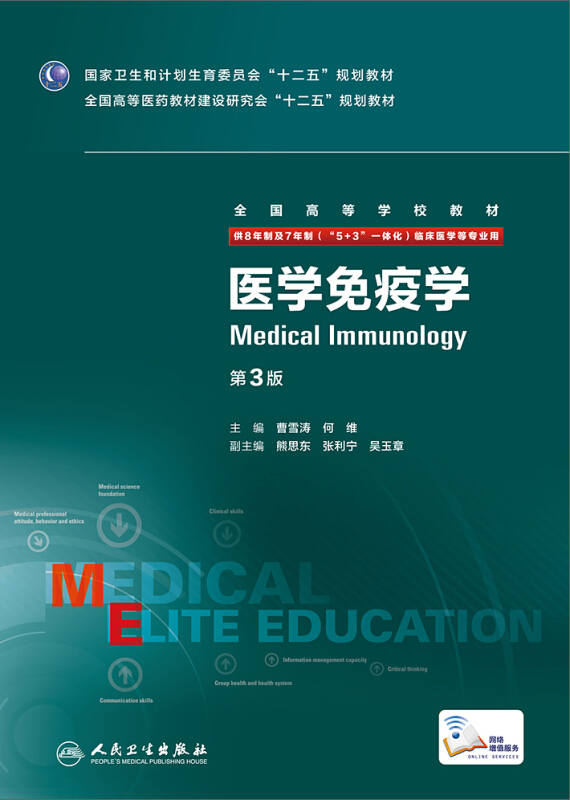 国家卫生和计划生育委员会“十二五”规划教材
全国高等医药教材建设研究会“十二五”规划教材
全国高等学校教材
供8年制及7年制（“5+3”一体化）临床医学等专业用
医学免疫学
Medical Immunology
第3版
主编 曹雪涛 何维
副主编 熊思东 张利宁 吴玉章
Medical science
foundation
Medical professional
attitude, behavior and ethics
Clinical skills
MEDICAL
ELITE EDUCATION
Information management capacity
Critical thinking
Group health and health system
Communication skills
人民卫生出版社
PEOPLE'S MEDICAL PUBLISHING HOUSE
网络
增值服务
ONLINE SERVICES